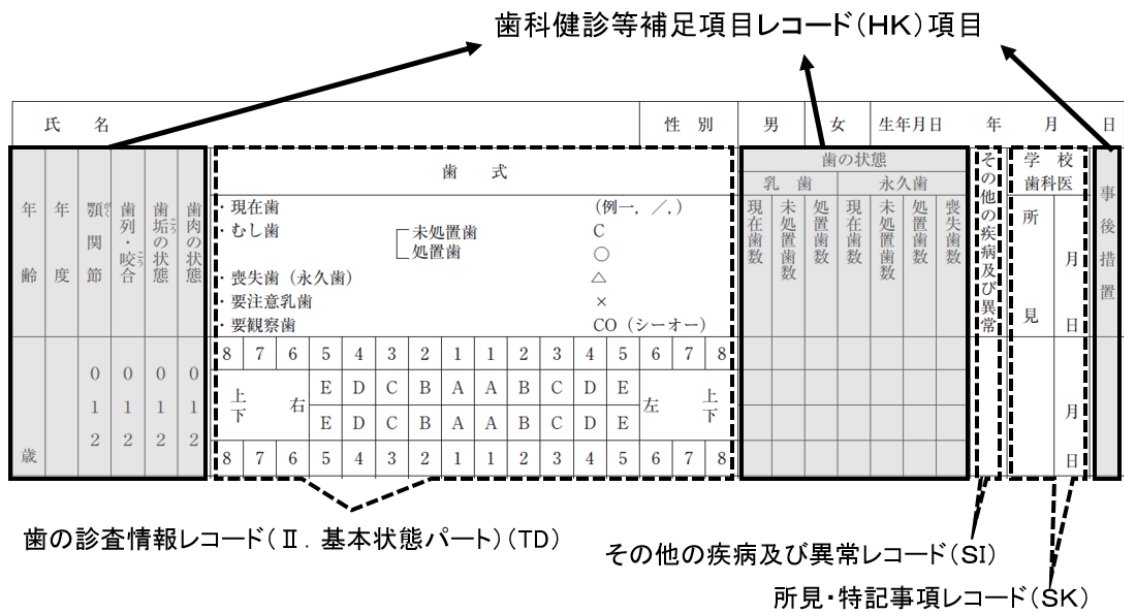 歯科健診等補足項目レコード(HK)項目
氏 名 性 別 男 女 生年月日 年 月 日
年齢
年度
顎関節
がく
歯列・咬合
こう
歯垢の状態
こう
歯肉の状態
歯 式
・現在歯 (例一, ／,)
・むし歯 未処置歯 C
処置歯 ○
・喪失歯（永久歯） △
・要注意乳歯 ×
・要観察歯 CO（シーオー）
歯の状態
乳 歯 永久歯
現在歯数
未処置歯数
処置歯数
現在歯数
未処置歯数
処置歯数
喪失歯数
その他の疾病及び異常
学 校
歯科医
所見
月
日
事後措置
歳
0 1 2
0 1 2
0 1 2
0 1 2
8 7 6 5 4 3 2 1 1 2 3 4 5 6 7 8
上 右 E D C B A A B C D E 左 上
下 E D C B A A B C D E 下
8 7 6 5 4 3 2 1 1 2 3 4 5 6 7 8
月
日
歯の診査情報レコード(Ⅱ. 基本状態パート)(TD)
その他の疾病及び異常レコード(SI)
所見・特記事項レコード(SK)